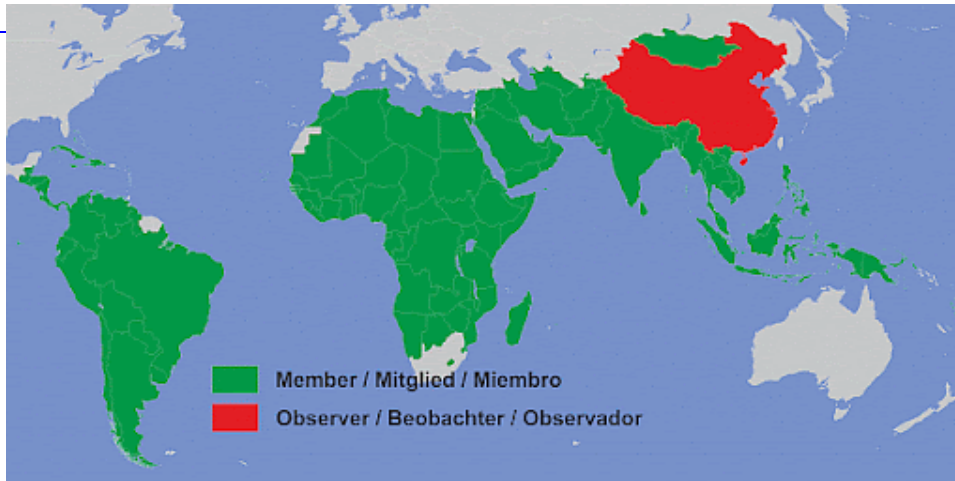 Member / Mitglied / Miembro
Observer / Beobachter / Observador